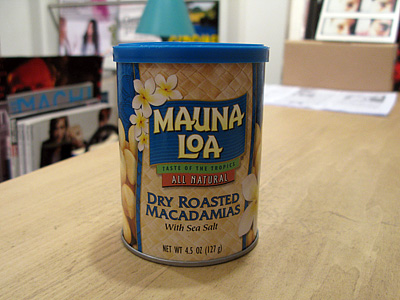 MAUNA
LOA
TASTE OF THE TROPICS
ALL NATURAL
DRY ROASTED
MACADAMIAS
With Sea Salt
NET WT 4.5 OZ (127 g)